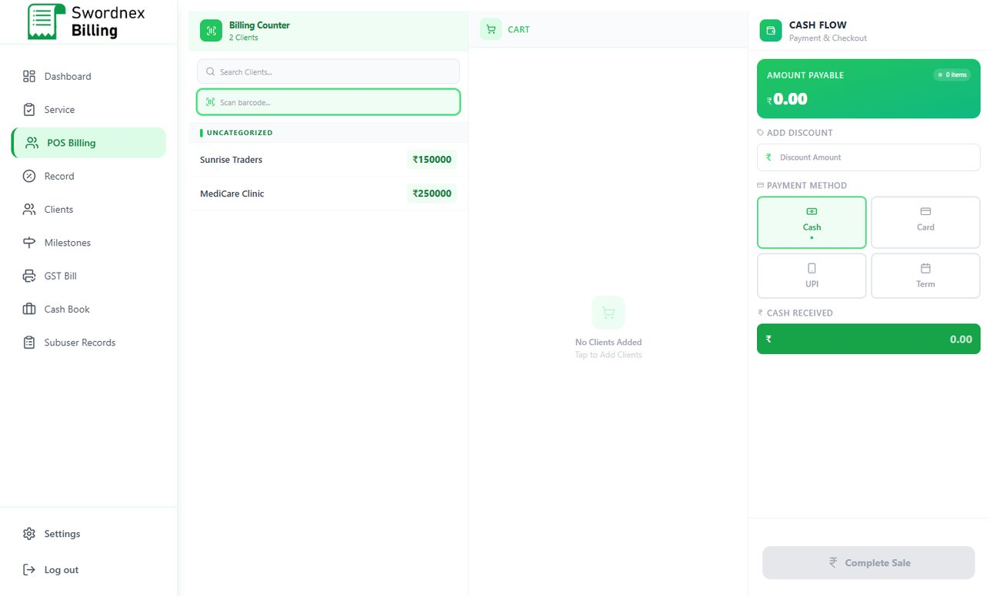 Swordnex
Billing
Dashboard
Service
POS Billing
Record
Clients
Milestones
GST Bill
Cash Book
Subuser Records
Settings
Log out
Billing Counter
2 Clients
Search Clients...
Scan barcode...
UNCATEGORIZED
Sunrise Traders ₹150000
MediCare Clinic ₹250000
CART
No Clients Added
Tap to Add Clients
CASH FLOW
Payment & Checkout
AMOUNT PAYABLE 0 items
₹0.00
ADD DISCOUNT
₹ Discount Amount
PAYMENT METHOD
Cash Card
UPI Term
₹ CASH RECEIVED
₹ 0.00
₹ Complete Sale